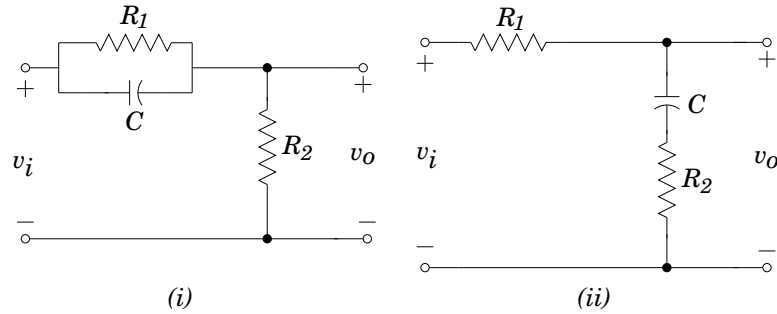 R1
+ +
C
vi R2 vo
− −
(i)
R1
+ +
C
vi R2 vo
− −
(ii)